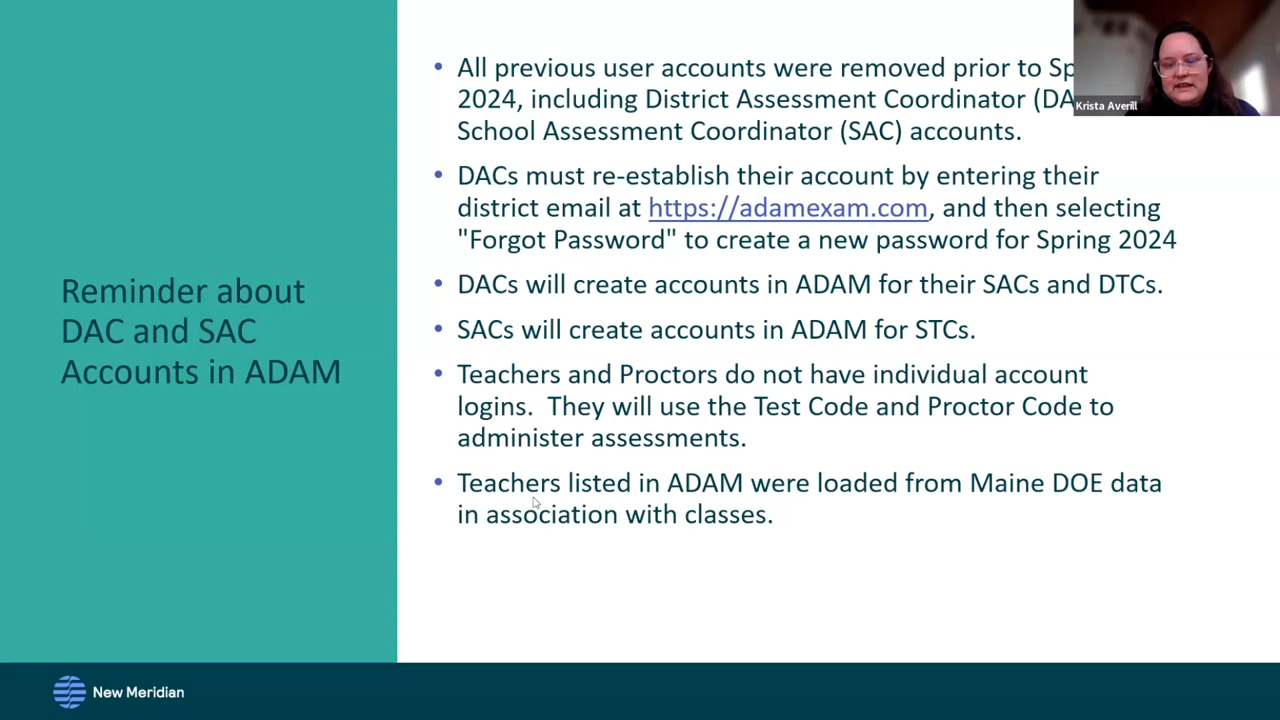 Reminder about
DAC and SAC
Accounts in ADAM
• All previous user accounts were removed prior to
2024, including District Assessment Coordinator
School Assessment Coordinator (SAC) accounts.
• DACs must re-establish their account by entering their
district email at https://adamexam.com, and then selecting
"Forgot Password" to create a new password for Spring 2024
• DACs will create accounts in ADAM for their SACs and DTCs.
• SACs will create accounts in ADAM for STCs.
• Teachers and Proctors do not have individual account
logins.  They will use the Test Code and Proctor Code to
administer assessments.
• Teachers listed in ADAM were loaded from Maine DOE data
in association with classes.
Krista Averill
New Meridian